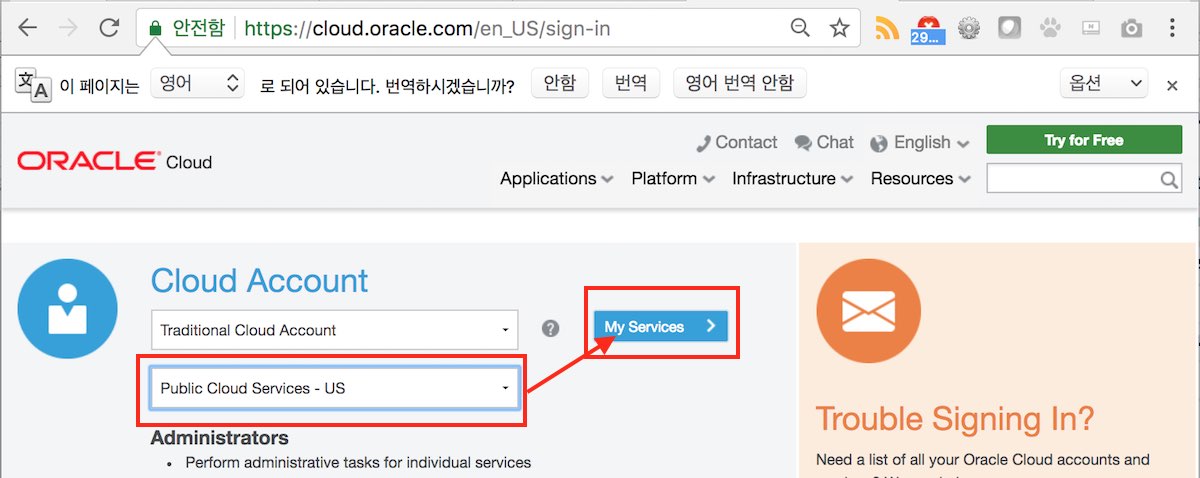 안전함 https://cloud.oracle.com/en_US/sign-in
29...
文A 이 페이지는 영어 로 되어 있습니다. 번역하시겠습니까? 안함 번역 영어 번역 안함 옵션 ×
Contact Chat English Try for Free
ORACLE® Cloud
Applications Platform Infrastructure Resources
Cloud Account
Traditional Cloud Account ? My Services
Public Cloud Services - US
Administrators
• Perform administrative tasks for individual services
Trouble Signing In?
Need a list of all your Oracle Cloud accounts and